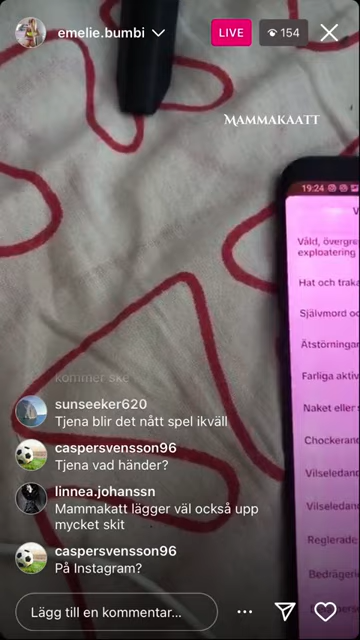 emelie.bumbi
LIVE
154
MAMMAKAATT
19:24
Våld, övergre
exploatering
Hat och traka
Självmord oc
Ätstörningar
Farliga aktiv
Naket eller s
Chockerand
Vilseledand
Vilseledand
Reglerade
Bedrägeri
kommer ske
sunseeker620
Tjena blir det nått spel ikväll
caspersvensson96
Tjena vad händer?
linnea.johanssn
Mammakatt lägger väl också upp
mycket skit
caspersvensson96
På Instagram?
Lägg till en kommentar...